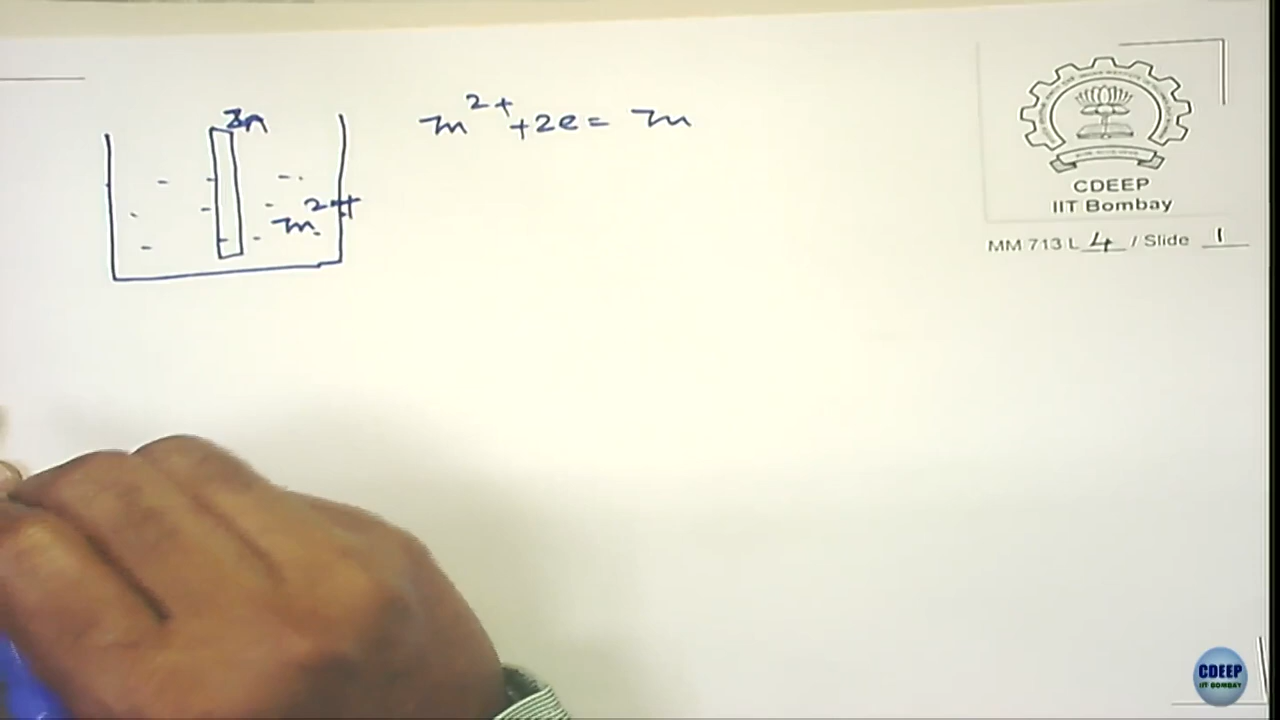 Zn
Zn²⁺ + 2e = Zn
Zn²⁺
CDEEP
IIT Bombay
MM 713 L 4 / Slide 1
CDEEP
IIT BOMBAY